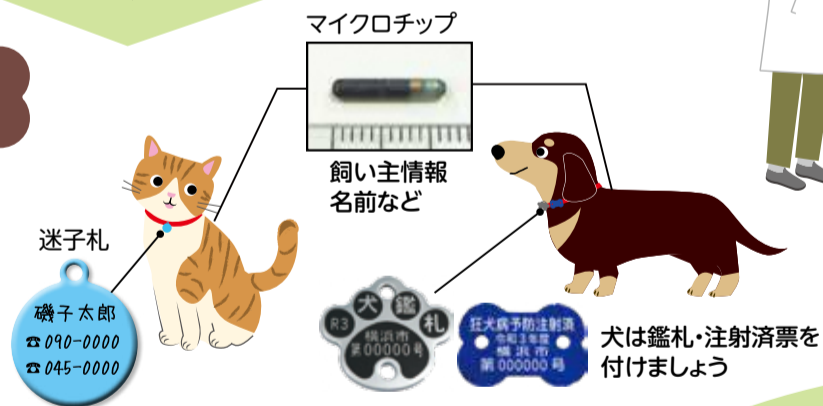 マイクロチップ
飼い主情報
名前など
迷子札
磯子太郎
☎090-0000
☎045-0000
R3 犬鑑札
横浜市
第00000号
狂犬病予防注射済
令和3年度
横浜市
第000000号
犬は鑑札・注射済票を
付けましょう